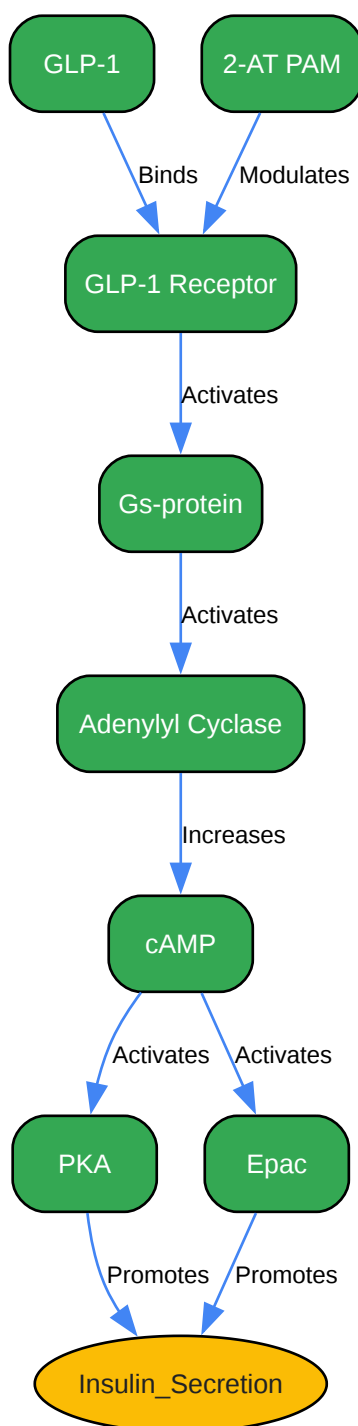 GLP-1
2-AT PAM
Binds
Modulates
GLP-1 Receptor
Activates
Gs-protein
Activates
Adenylyl Cyclase
Increases
cAMP
Activates
Activates
PKA
Epac
Promotes
Promotes
Insulin_Secretion